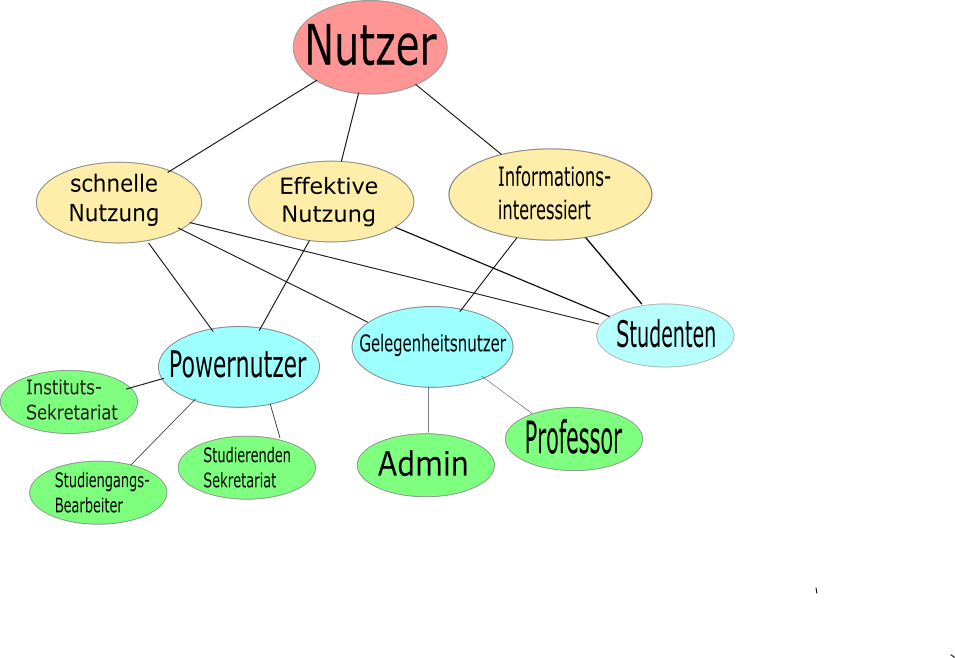 Nutzer
schnelle
Nutzung
Effektive
Nutzung
Informations-
interessiert
Powernutzer
Gelegenheitsnutzer
Studenten
Instituts-
Sekretariat
Studiengangs-
Bearbeiter
Studierenden
Sekretariat
Admin
Professor